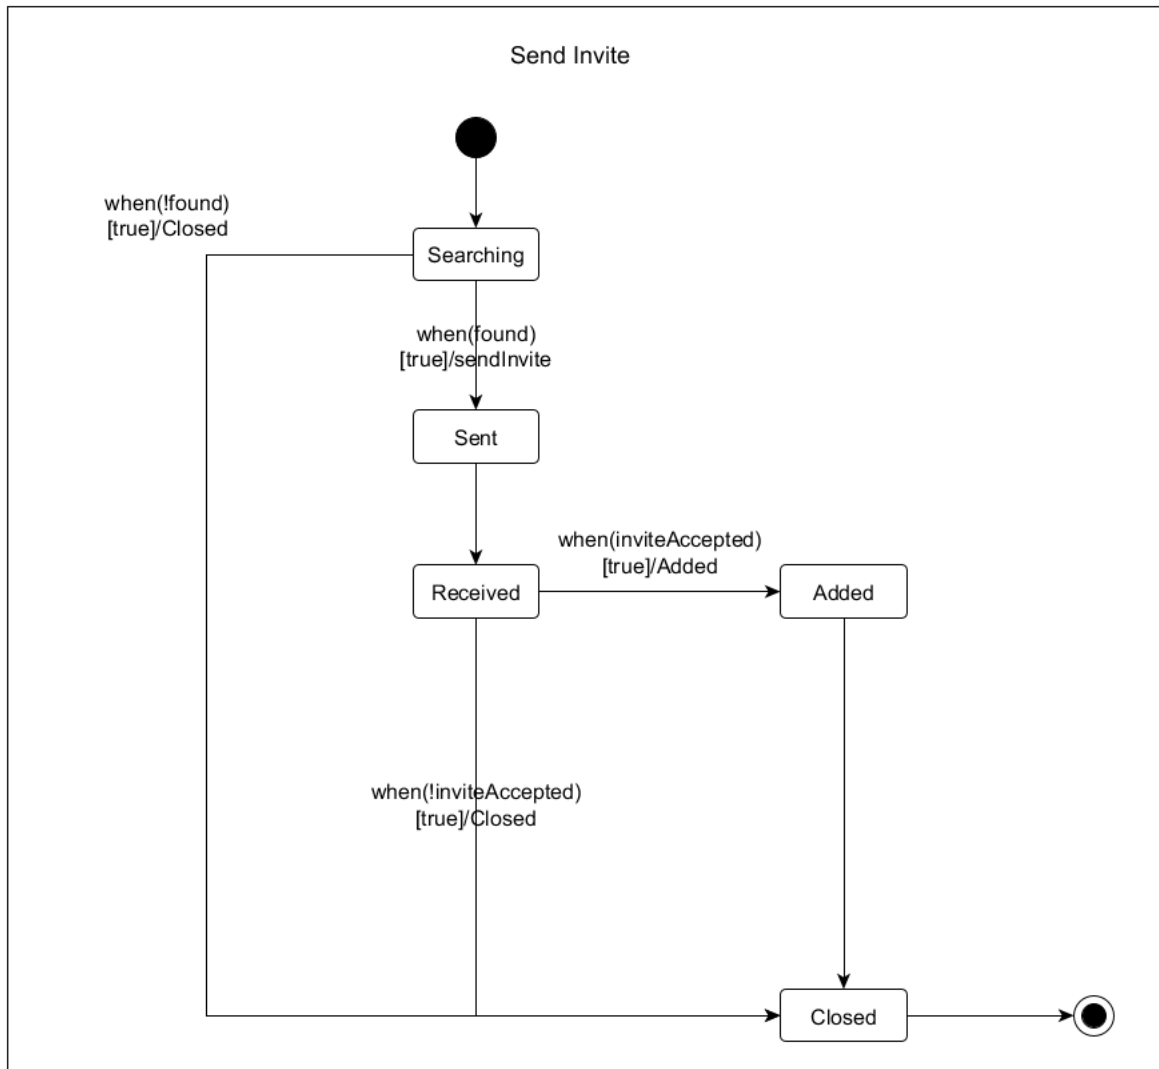 Send Invite
when(!found)
[true]/Closed
Searching
when(found)
[true]/sendInvite
Sent
when(inviteAccepted)
[true]/Added
Received
Added
when(!inviteAccepted)
[true]/Closed
Closed